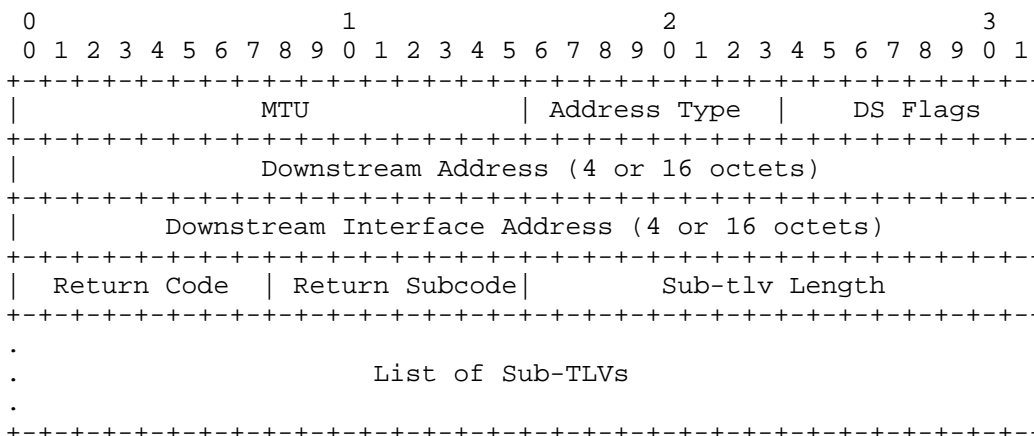 0                   1                   2                   3
 0 1 2 3 4 5 6 7 8 9 0 1 2 3 4 5 6 7 8 9 0 1 2 3 4 5 6 7 8 9 0 1
+-+-+-+-+-+-+-+-+-+-+-+-+-+-+-+-+-+-+-+-+-+-+-+-+-+-+-+-+-+-+-+-
|               MTU             | Address Type  |    DS Flags
+-+-+-+-+-+-+-+-+-+-+-+-+-+-+-+-+-+-+-+-+-+-+-+-+-+-+-+-+-+-+-+-
|               Downstream Address (4 or 16 octets)
+-+-+-+-+-+-+-+-+-+-+-+-+-+-+-+-+-+-+-+-+-+-+-+-+-+-+-+-+-+-+-+-
|         Downstream Interface Address (4 or 16 octets)
+-+-+-+-+-+-+-+-+-+-+-+-+-+-+-+-+-+-+-+-+-+-+-+-+-+-+-+-+-+-+-+-
|  Return Code  | Return Subcode|        Sub-tlv Length
+-+-+-+-+-+-+-+-+-+-+-+-+-+-+-+-+-+-+-+-+-+-+-+-+-+-+-+-+-+-+-+-
.
.                      List of Sub-TLVs
.
+-+-+-+-+-+-+-+-+-+-+-+-+-+-+-+-+-+-+-+-+-+-+-+-+-+-+-+-+-+-+-+-